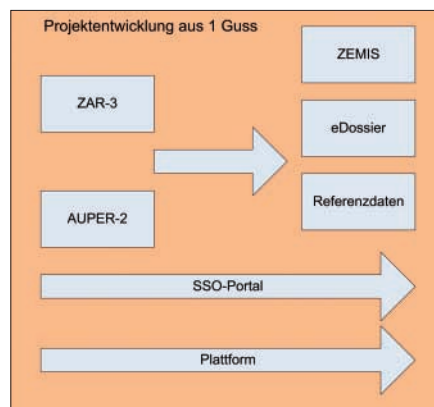 Projektentwicklung aus 1 Guss
ZEMIS
ZAR-3
eDossier
AUPER-2
Referenzdaten
SSO-Portal
Plattform